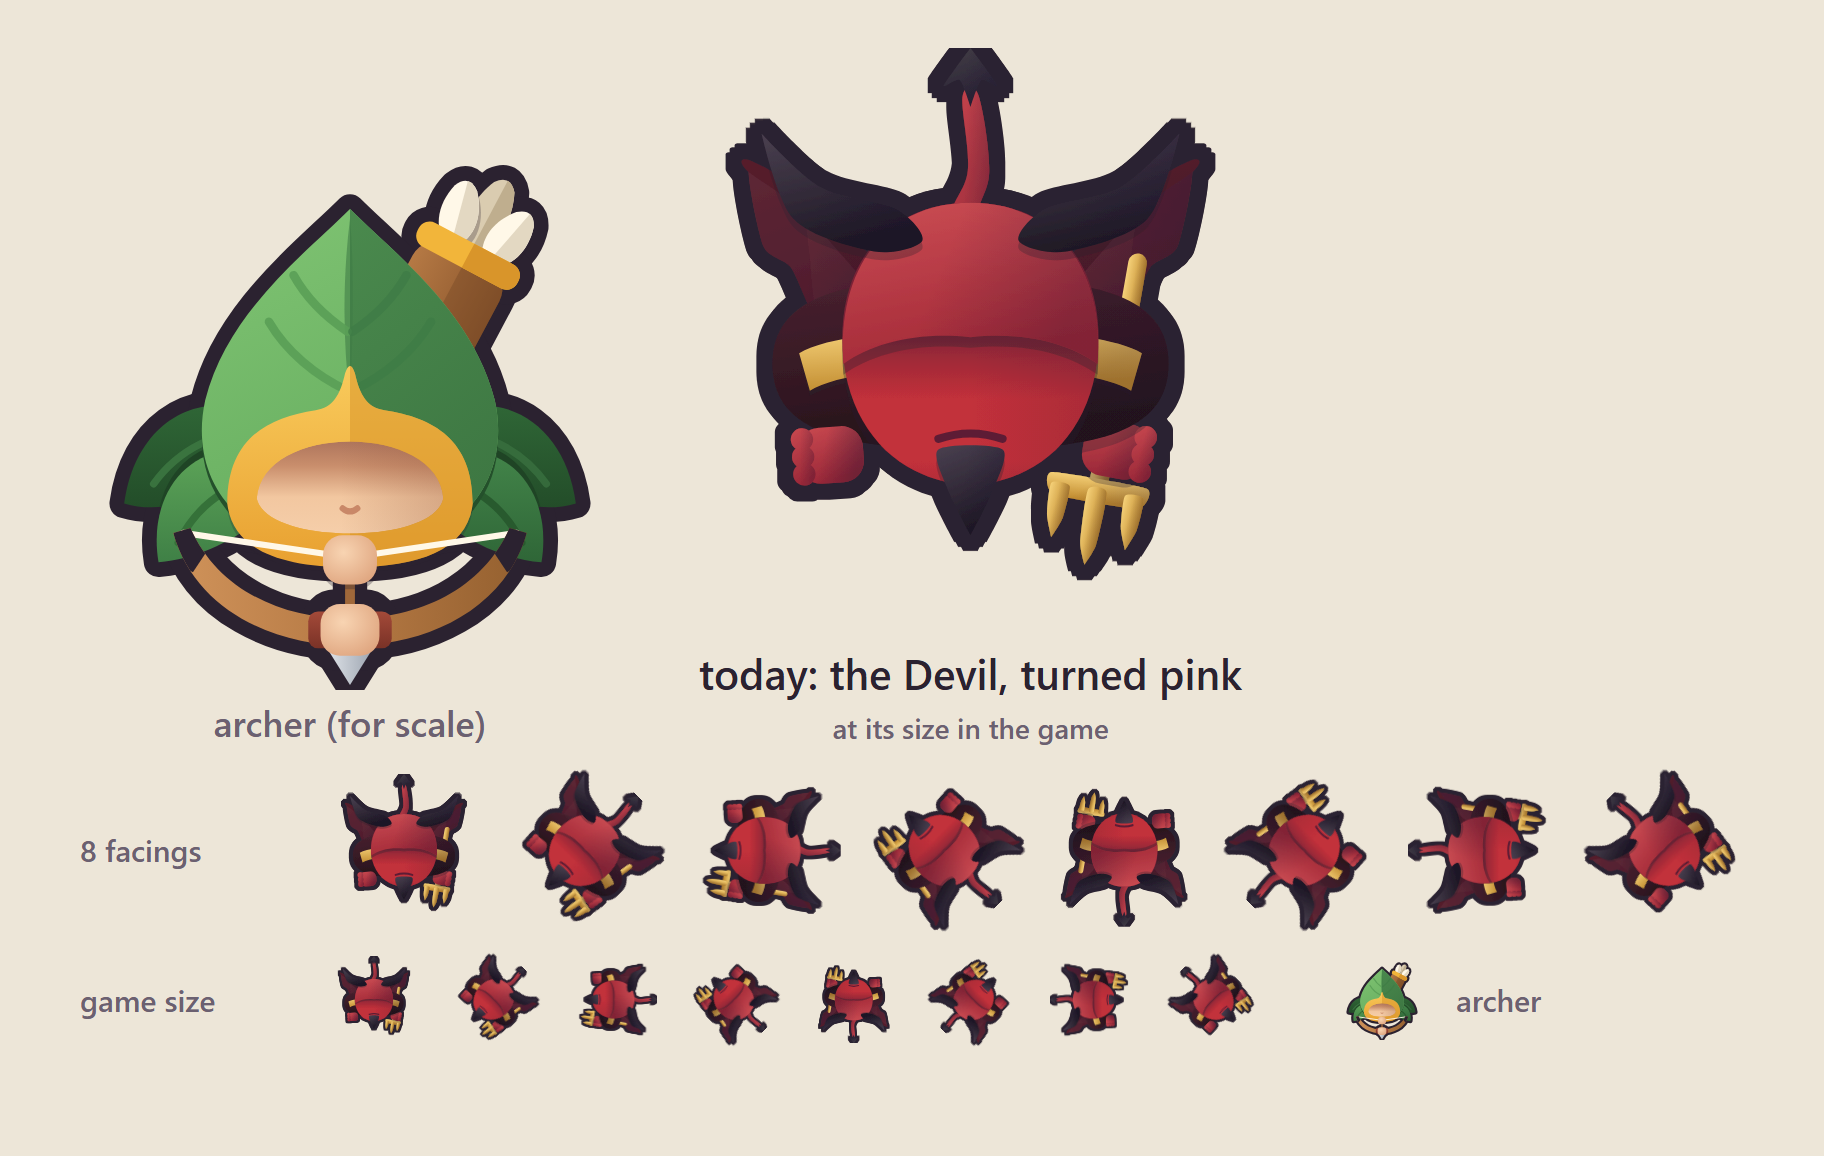 today: the Devil, turned pink
archer (for scale)
at its size in the game
8 facings
game size
archer